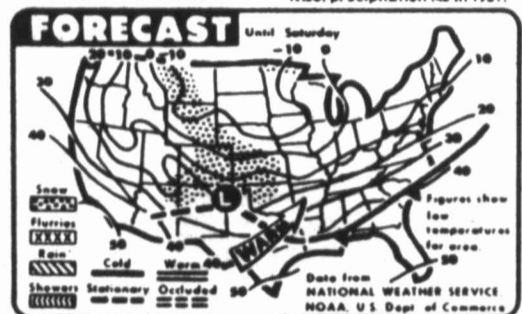 FORECAST
Until Saturday
20 10 0 -10
-10 0
10
20
30
40
50
30
40
50
40
40
50
L
WARM
Snow
Flurries
Rain
Showers
Cold
Warm
Stationary
Occluded
Figures show
low
temperatures
for area.
Data from
NATIONAL WEATHER SERVICE
NOAA, U.S. Dept of Commerce